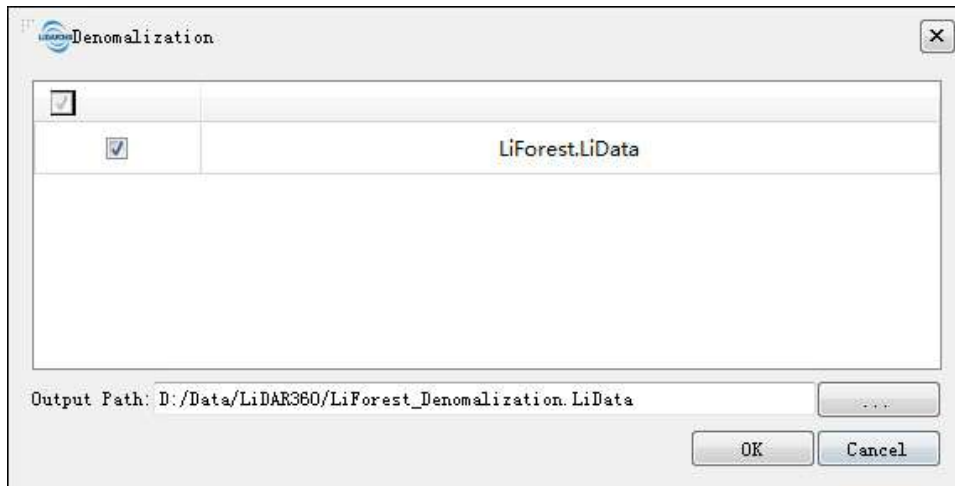 Denomalization
LiForest.LiData
Output Path: D:/Data/LiDAR360/LiForest_Denomalization.LiData
...
OK
Cancel